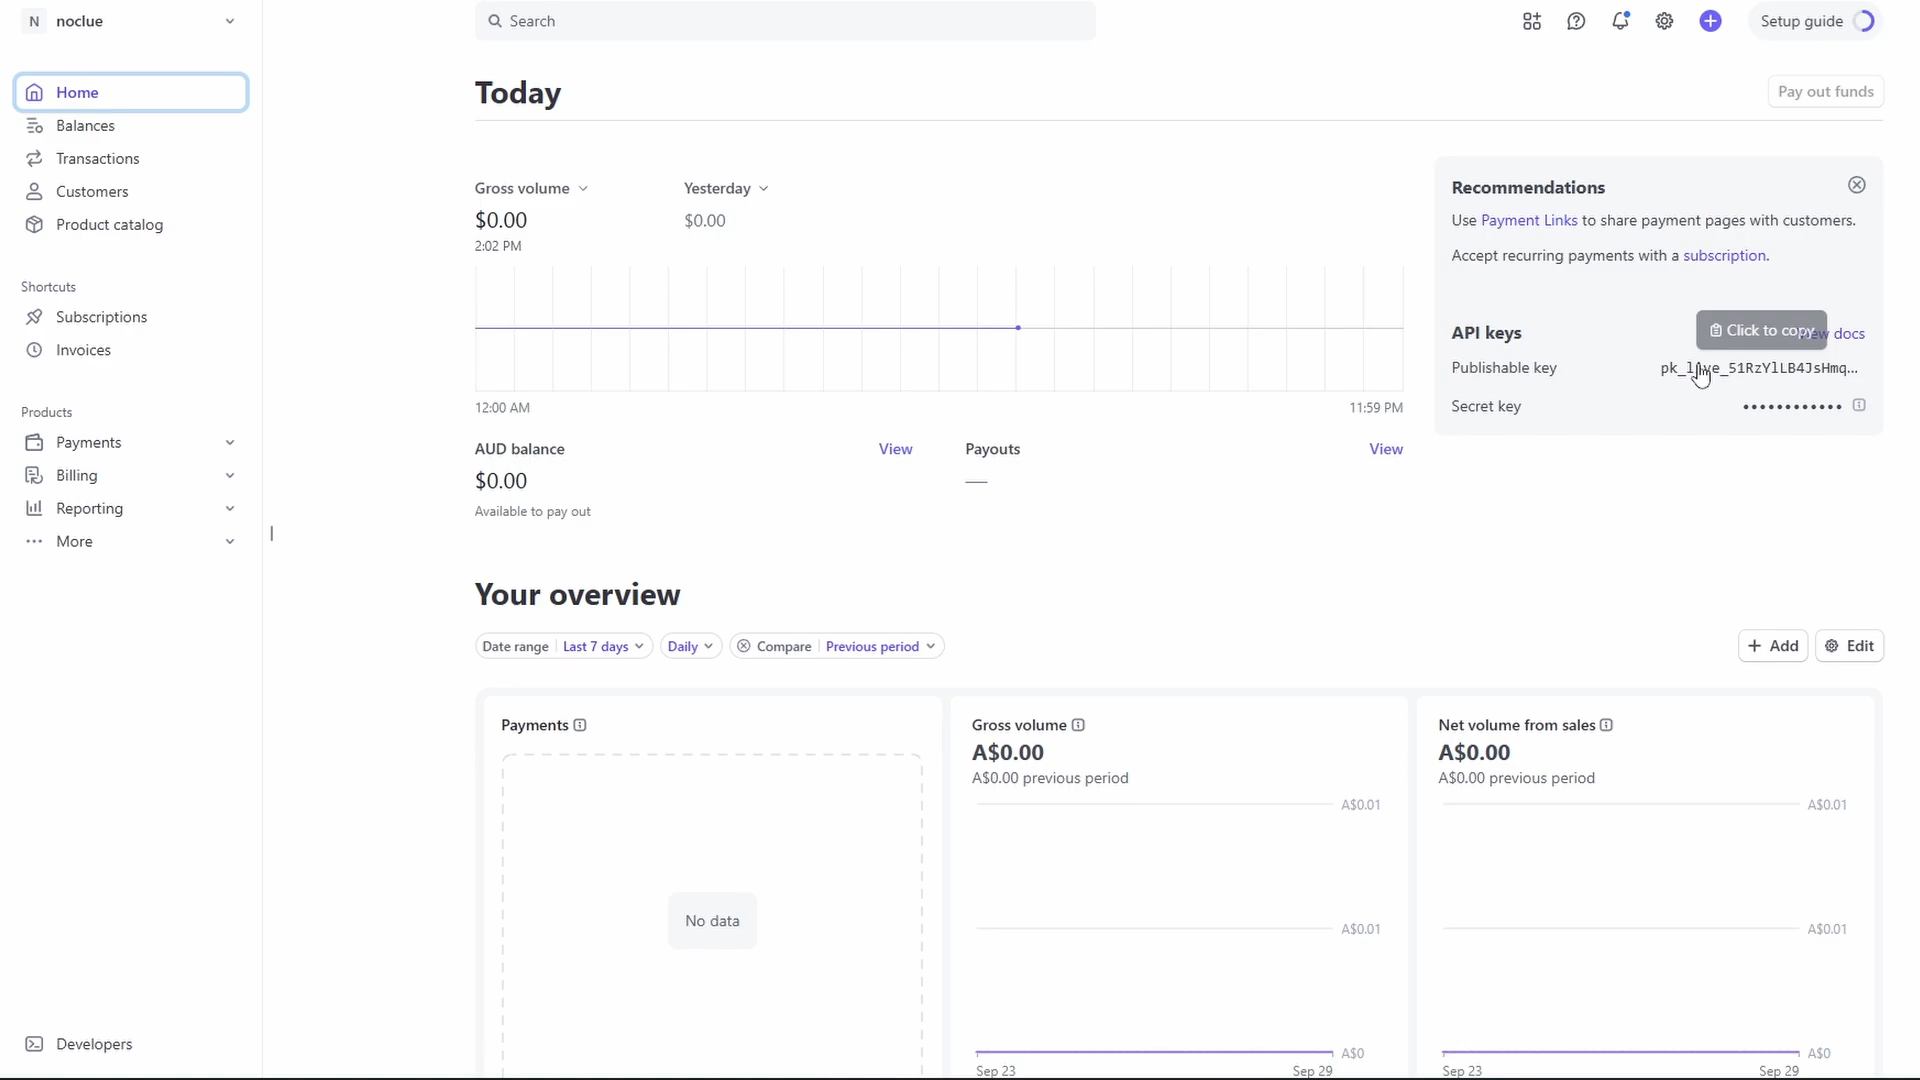 N noclue
Search
Setup guide
Home
Balances
Transactions
Customers
Product catalog
Shortcuts
Subscriptions
Invoices
Products
Payments
Billing
Reporting
More
Developers
Today
Pay out funds
Gross volume
$0.00
2:02 PM
Yesterday
$0.00
12:00 AM
11:59 PM
AUD balance
View
$0.00
Available to pay out
Payouts
View
—
Recommendations
Use Payment Links to share payment pages with customers.
Accept recurring payments with a subscription.
API keys
Click to copy
docs
Publishable key
Secret key
••••••••••••
Your overview
Date range Last 7 days
Daily
Compare Previous period
Add
Edit
Payments
No data
Gross volume
A$0.00
A$0.00 previous period
A$0.01
A$0.01
A$0
Sep 23
Sep 29
Net volume from sales
A$0.00
A$0.00 previous period
A$0.01
A$0.01
A$0
Sep 23
Sep 29